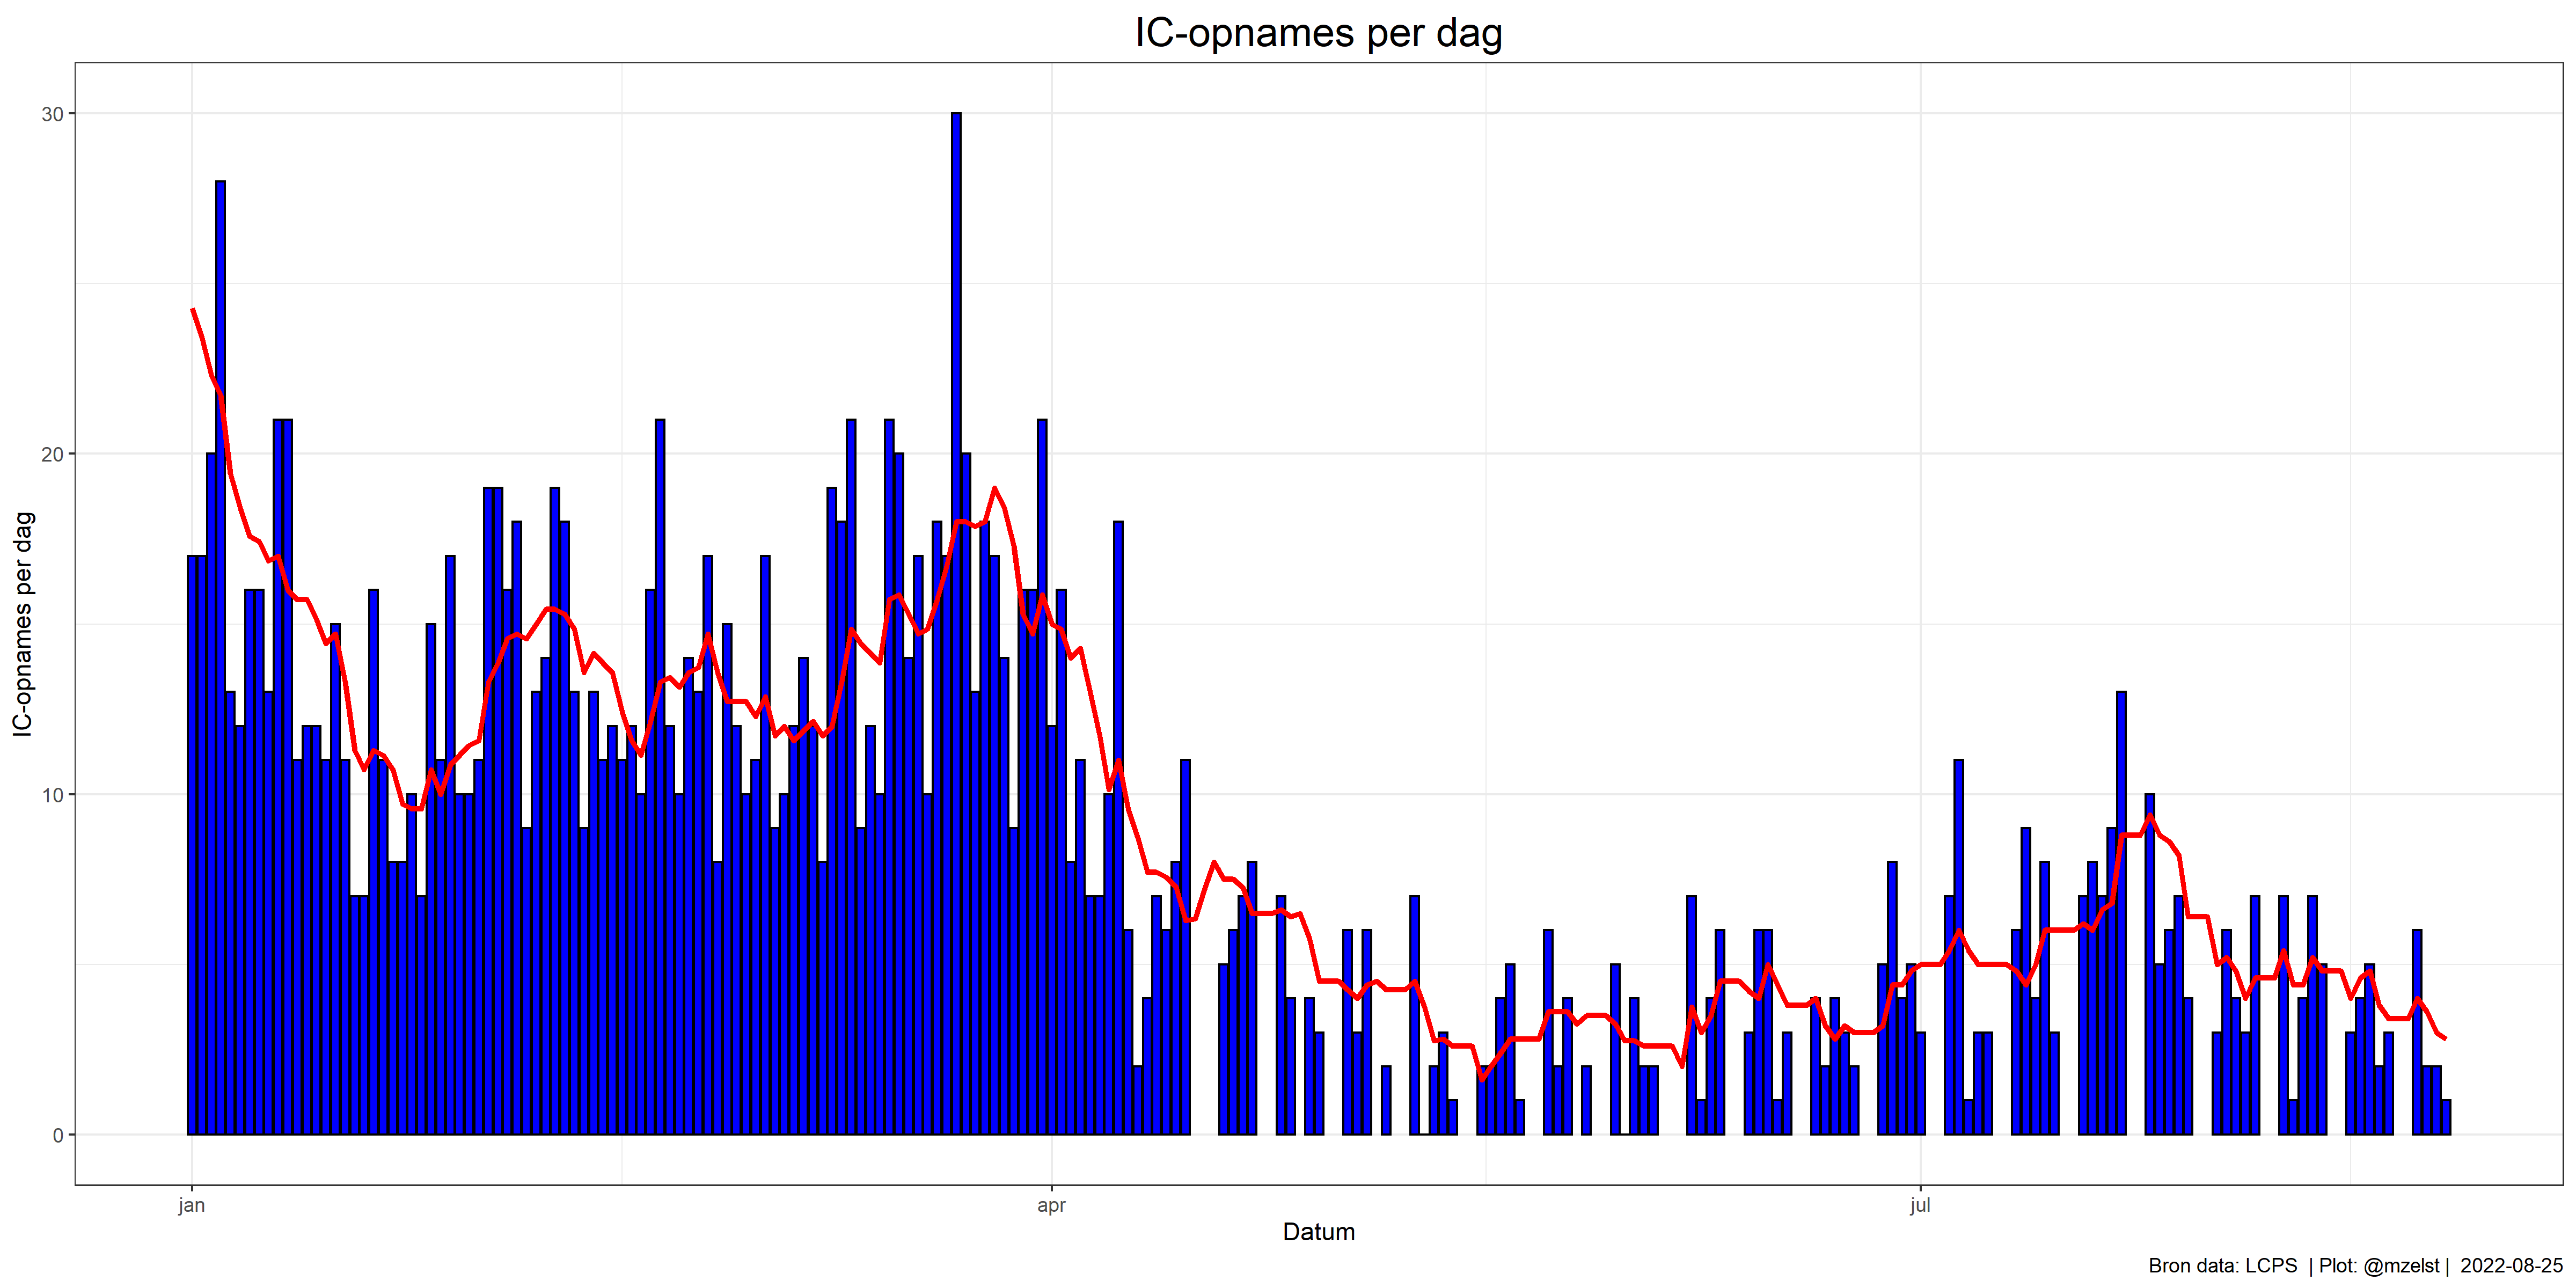 IC-opnames per dag
IC-opnames per dag
30
20
10
0
jan apr jul
Datum
Bron data: LCPS | Plot: @mzelst | 2022-08-25